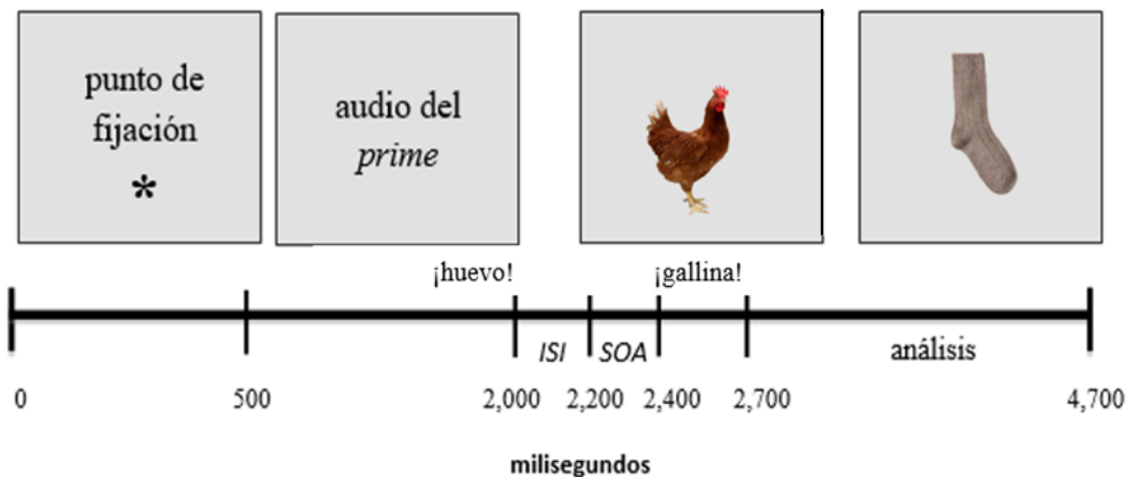 punto de
fijación
*
audio del
prime
¡huevo!
¡gallina!
ISI
SOA
análisis
0
500
2,000
2,200
2,400
2,700
4,700
milisegundos